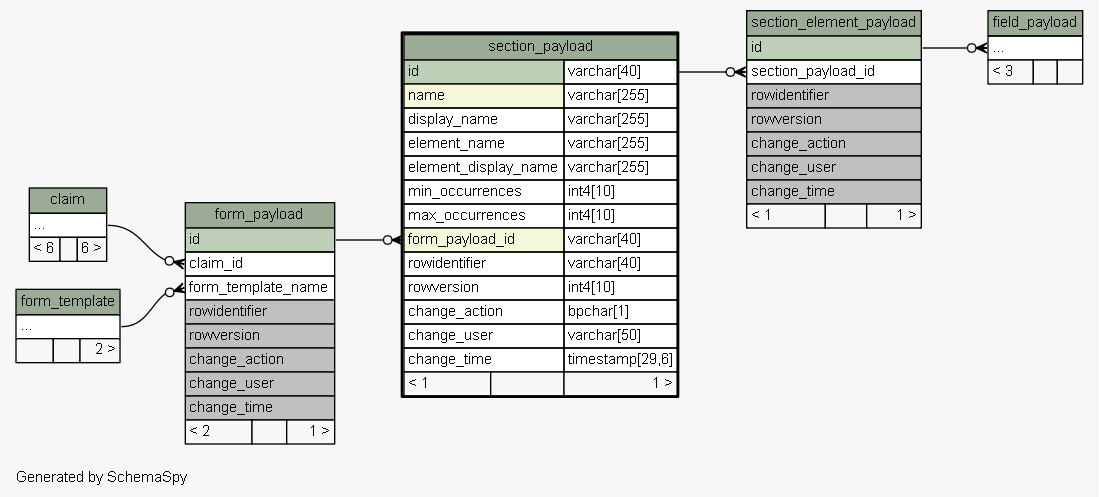 claim
...
< 6 6 >
form_template
...
2 >
form_payload
id
claim_id
form_template_name
rowidentifier
rowversion
change_action
change_user
change_time
< 2 1 >
section_payload
id varchar[40]
name varchar[255]
display_name varchar[255]
element_name varchar[255]
element_display_name varchar[255]
min_occurrences int4[10]
max_occurrences int4[10]
form_payload_id varchar[40]
rowidentifier varchar[40]
rowversion int4[10]
change_action bpchar[1]
change_user varchar[50]
change_time timestamp[29,6]
< 1 1 >
section_element_payload
id
section_payload_id
rowidentifier
rowversion
change_action
change_user
change_time
< 1 1 >
field_payload
...
< 3
Generated by SchemaSpy